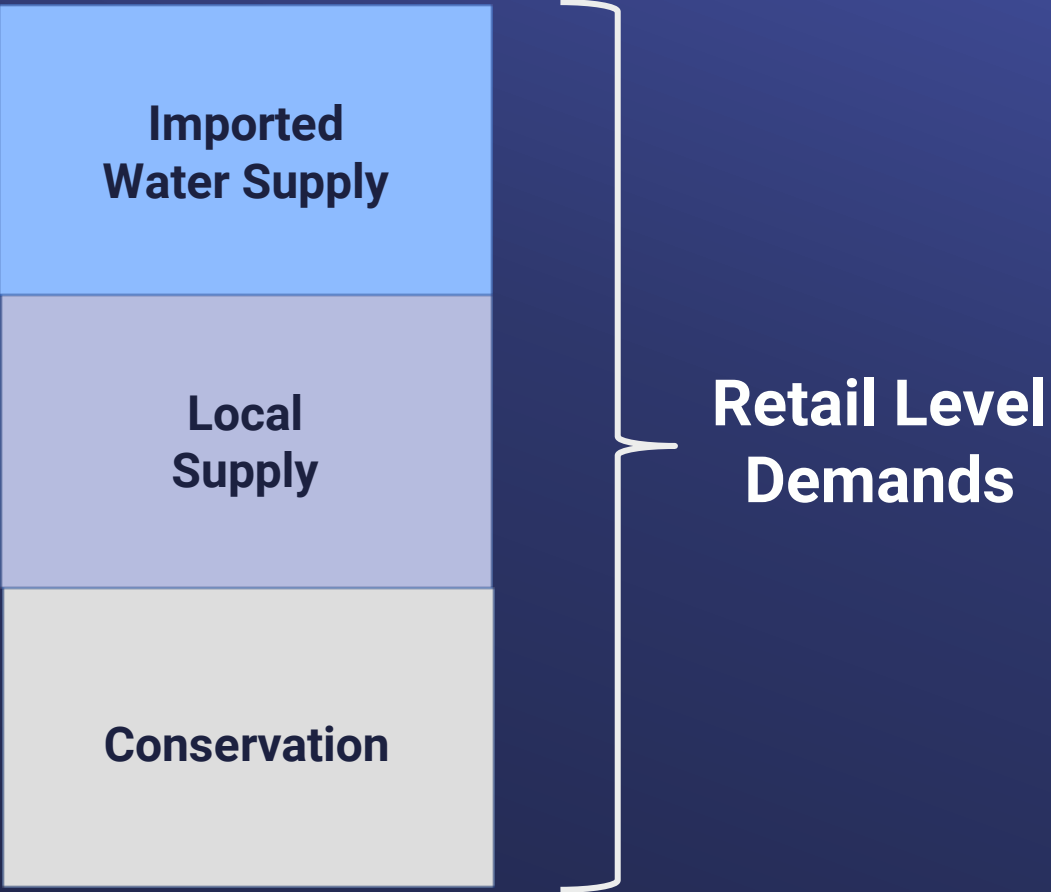 Imported
Water Supply
Local
Supply
Retail Level
Demands
Conservation